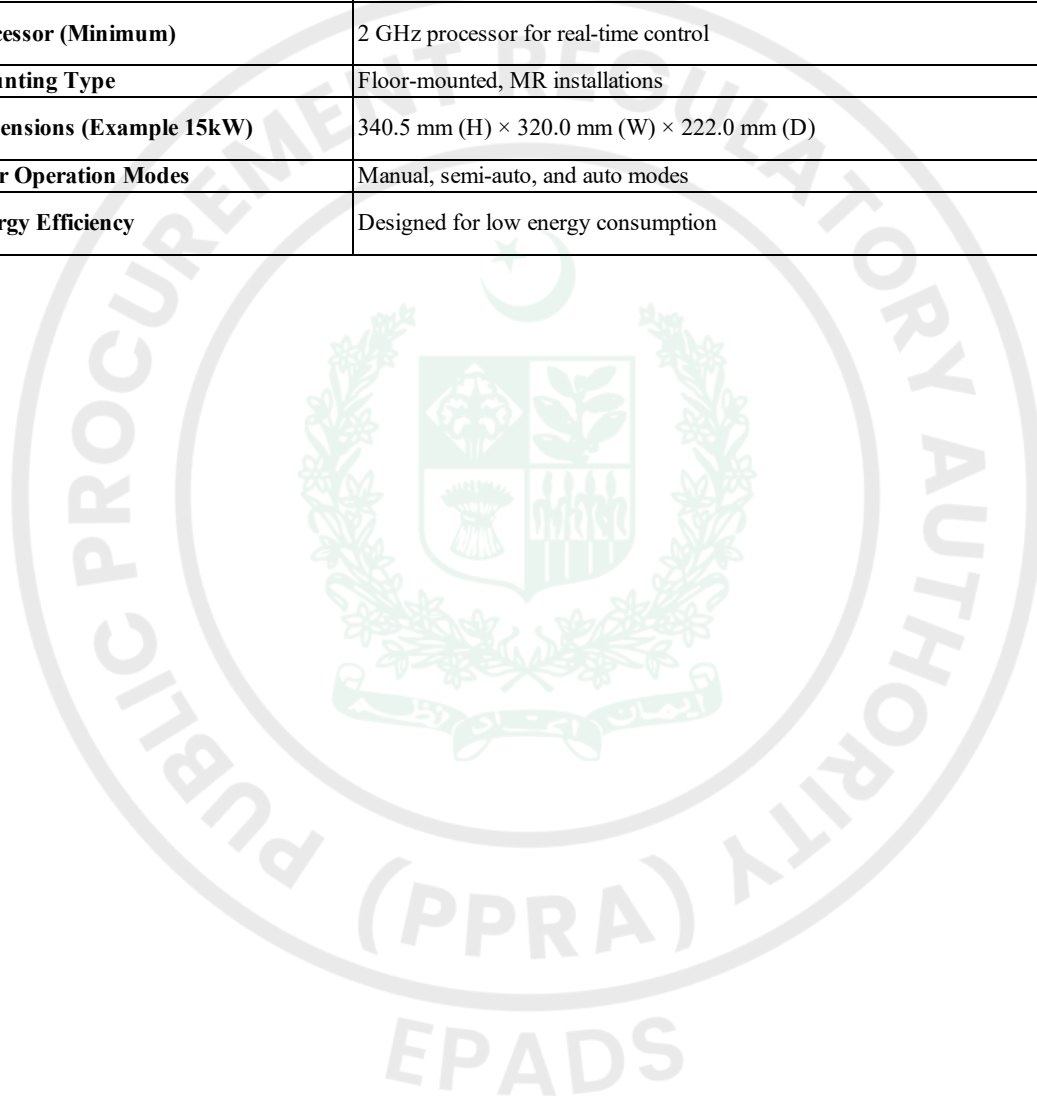 cessor (Minimum) 2 GHz processor for real-time control
unting Type Floor-mounted, MR installations
ensions (Example 15kW) 340.5 mm (H) × 320.0 mm (W) × 222.0 mm (D)
r Operation Modes Manual, semi-auto, and auto modes
rgy Efficiency Designed for low energy consumption
PUBLIC PROCUREMENT REGULATORY AUTHORITY
(PPRA)
EPADS